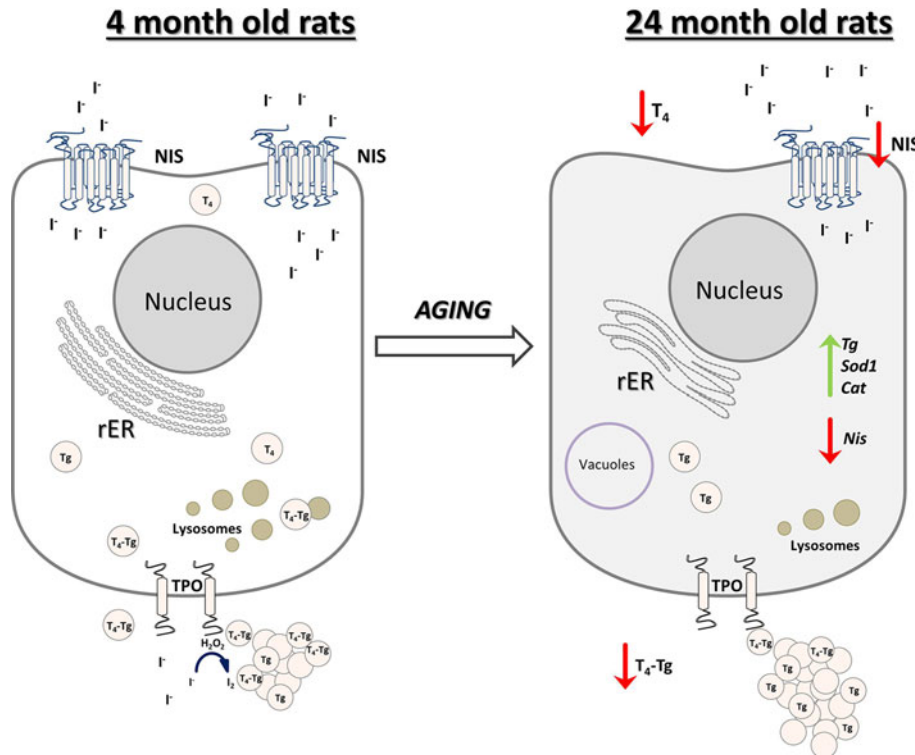 4 month old rats
I-
I-
I-
I-
I-
I-
NIS
NIS
I-
I-
I-
I-
I-
I-
T4
Nucleus
rER
Tg
T4
T4-Tg
Lysosomes
T4-Tg
TPO
T4-Tg
H2O2
I-
I-
I-
I2
T4-Tg
T4-Tg
T4-Tg
Tg
T4-Tg
Tg
AGING
24 month old rats
T4
I-
I-
I-
I-
I-
I-
NIS
I-
I-
I-
I-
Nucleus
rER
Tg
Sod1
Cat
Nis
Vacuoles
Tg
Tg
Lysosomes
TPO
T4-Tg
T4-Tg
T4-Tg
Tg
Tg
Tg
Tg